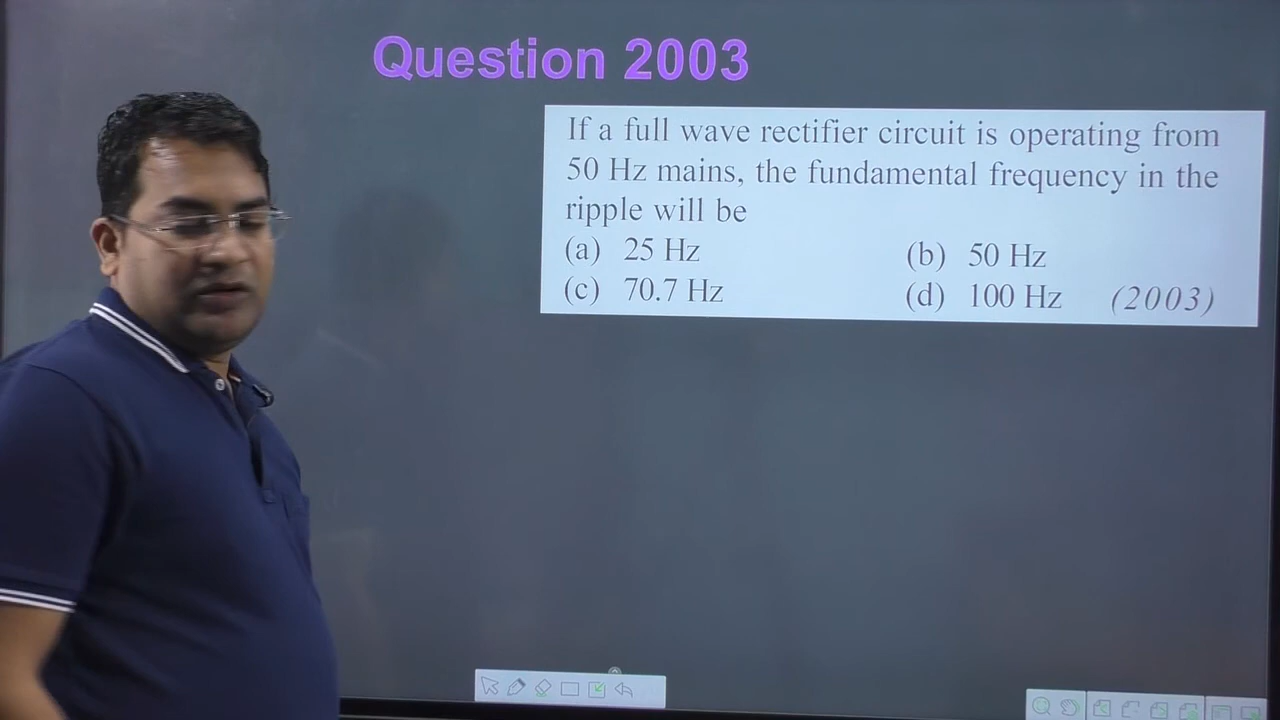 Question 2003
If a full wave rectifier circuit is operating from
50 Hz mains, the fundamental frequency in the
ripple will be
(a) 25 Hz (b) 50 Hz
(c) 70.7 Hz (d) 100 Hz (2003)